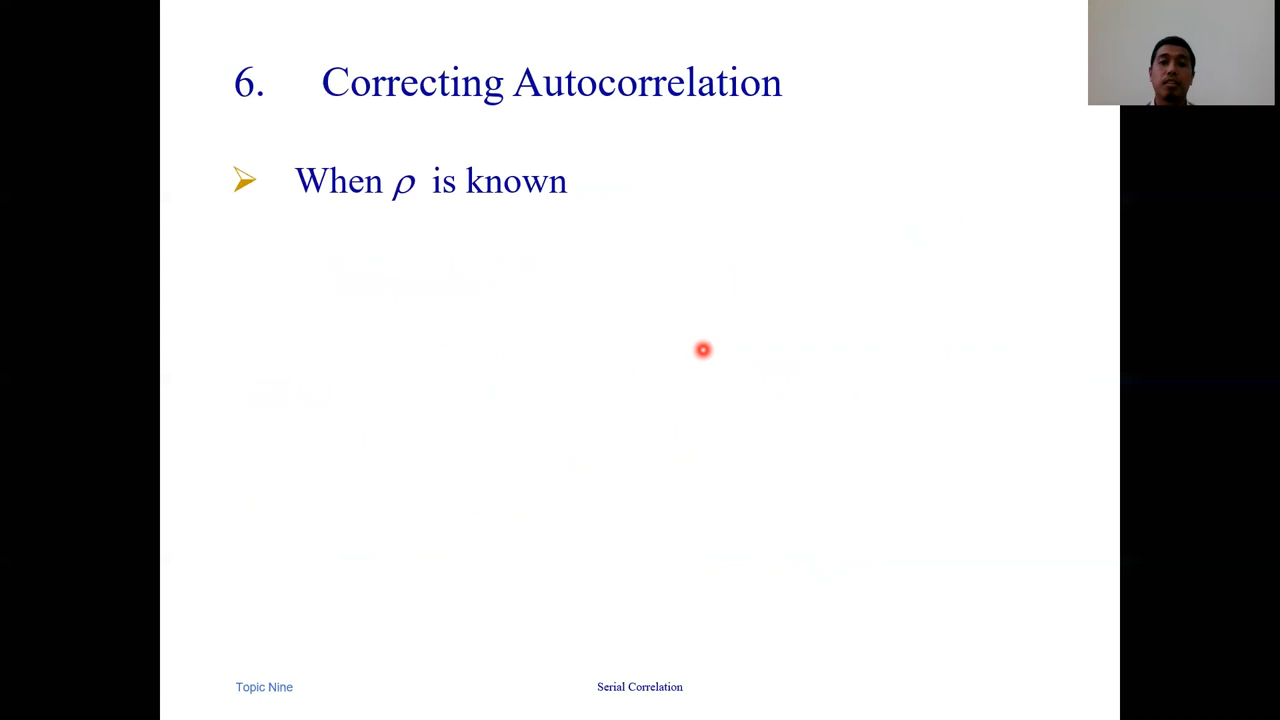 6. Correcting Autocorrelation
When ρ is known
Topic Nine
Serial Correlation